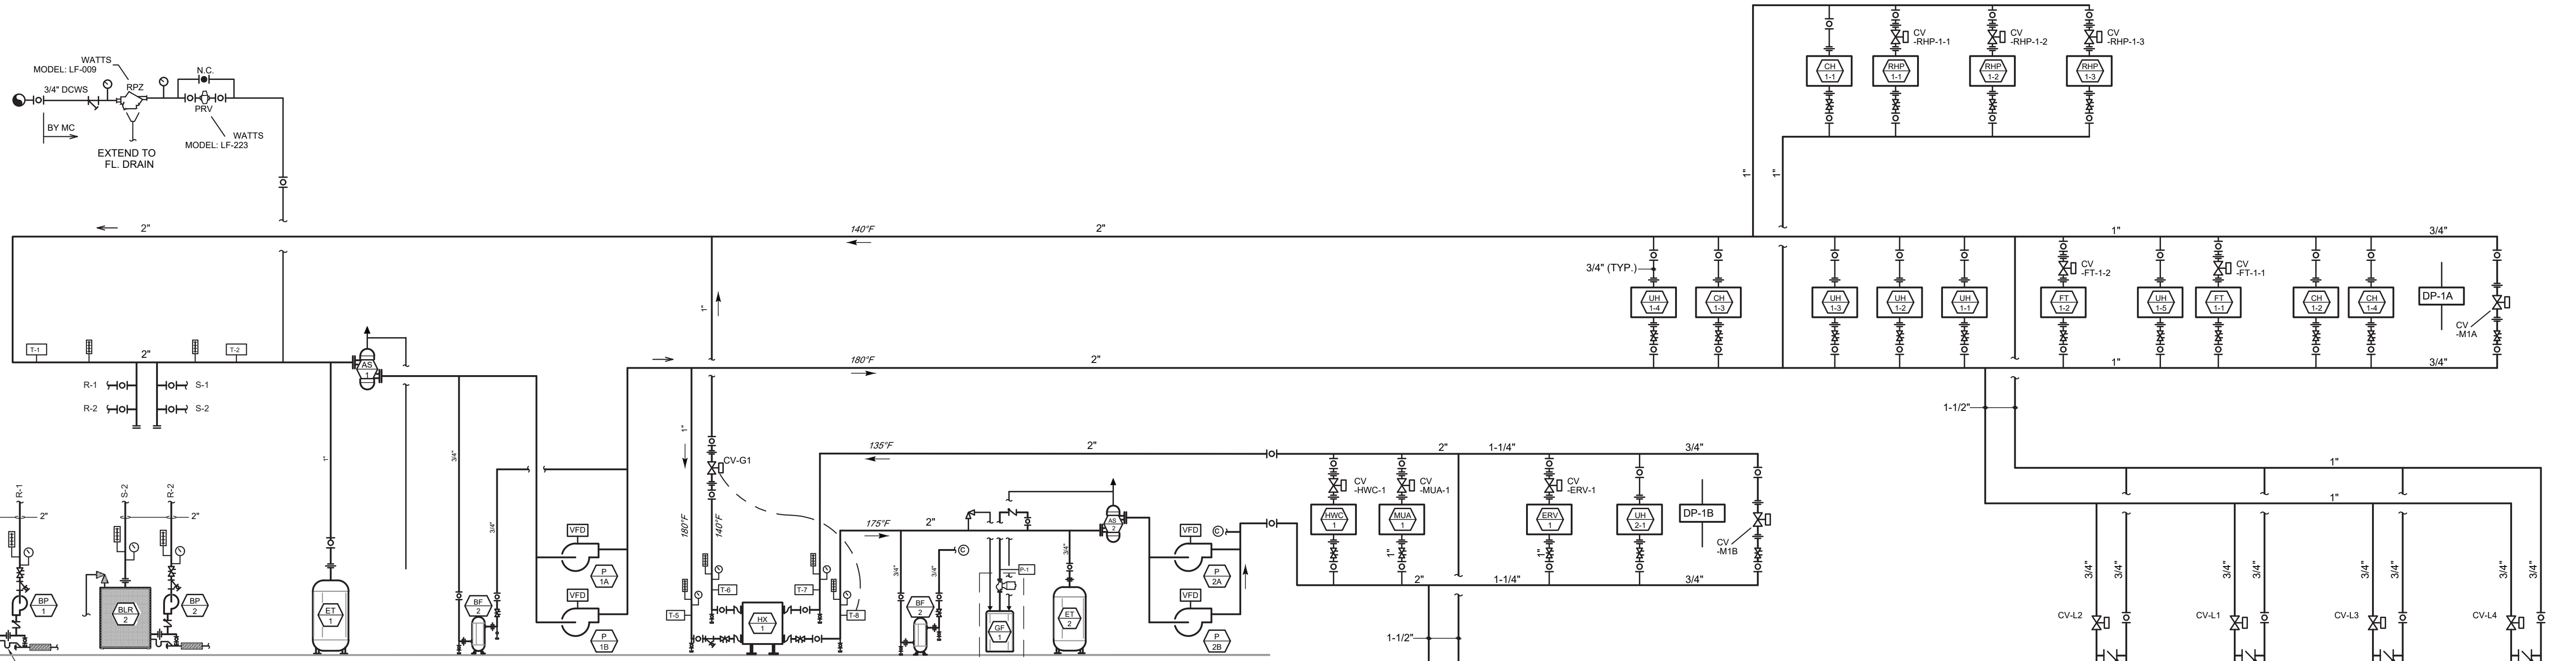 WATTS
MODEL: LF-009
3/4" DCWS
RPZ
N.C.
PRV
BY MC
WATTS
MODEL: LF-223
EXTEND TO
FL. DRAIN
CH
1-1
RHP
1-1
RHP
1-2
RHP
1-3
CV
-RHP-1-1
CV
-RHP-1-2
CV
-RHP-1-3
1"
1"
2"
140°F
2"
1"
3/4"
3/4" (TYP.)
UH
1-4
CH
1-3
UH
1-3
UH
1-2
UH
1-1
FT
1-2
CV
-FT-1-2
UH
1-5
FT
1-1
CV
-FT-1-1
CH
1-2
CH
1-4
DP-1A
CV
-M1A
T-1
2"
T-2
AS
1
R-1
S-1
R-2
S-2
1"
180°F
2"
1"
3/4"
1-1/2"
1"
1"
1"
3/4"
3/4"
CV-G1
180°F
140°F
135°F
2"
2"
1-1/4"
3/4"
CV
-HWC-1
CV
-MUA-1
CV
-ERV-1
HWC
1
MUA
1
ERV
1
UH
2-1
DP-1B
CV
-M1B
1"
1"
2"
1-1/4"
3/4"
1-1/2"
175°F
2"
AS
2
C
C
3/4"
3/4"
3/4"
P-1
VFD
P
1A
VFD
P
1B
VFD
P
2A
VFD
P
2B
R-1
2"
S-2
R-2
2"
BP
1
BLR
2
BP
2
ET
1
BF
2
T-5
T-6
T-7
T-8
HX
1
BF
2
GF
1
ET
2
3/4"
3/4"
3/4"
3/4"
3/4"
3/4"
3/4"
3/4"
CV-L2
CV-L1
CV-L3
CV-L4